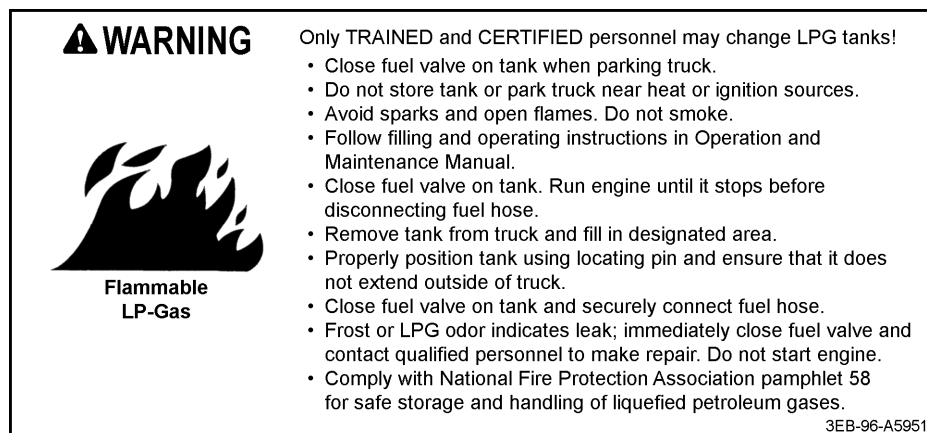 WARNING
Flammable
LP-Gas
Only TRAINED and CERTIFIED personnel may change LPG tanks!
• Close fuel valve on tank when parking truck.
• Do not store tank or park truck near heat or ignition sources.
• Avoid sparks and open flames. Do not smoke.
• Follow filling and operating instructions in Operation and
Maintenance Manual.
• Close fuel valve on tank. Run engine until it stops before
disconnecting fuel hose.
• Remove tank from truck and fill in designated area.
• Properly position tank using locating pin and ensure that it does
not extend outside of truck.
• Close fuel valve on tank and securely connect fuel hose.
• Frost or LPG odor indicates leak; immediately close fuel valve and
contact qualified personnel to make repair. Do not start engine.
• Comply with National Fire Protection Association pamphlet 58
for safe storage and handling of liquefied petroleum gases.
3EB-96-A5951